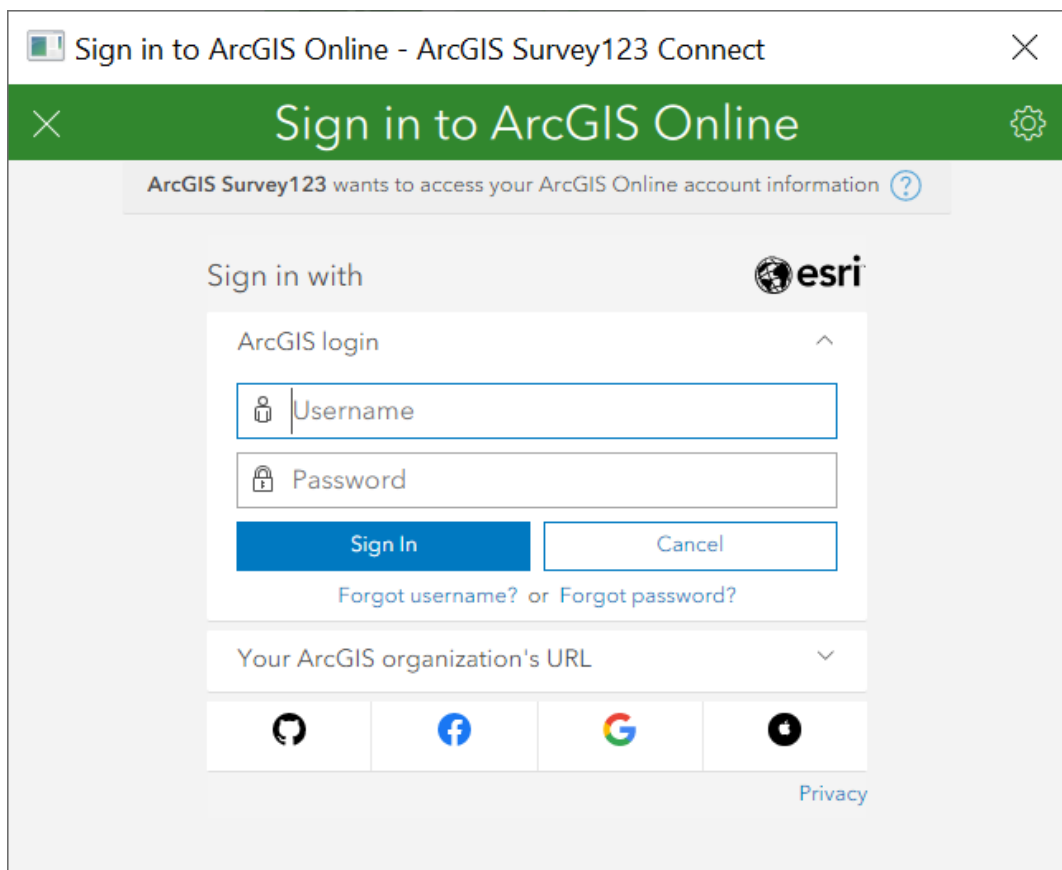 Sign in to ArcGIS Online - ArcGIS Survey123 Connect
Sign in to ArcGIS Online
ArcGIS Survey123 wants to access your ArcGIS Online account information ?
Sign in with
esri
ArcGIS login
Username
Password
Sign In Cancel
Forgot username? or Forgot password?
Your ArcGIS organization's URL
Privacy